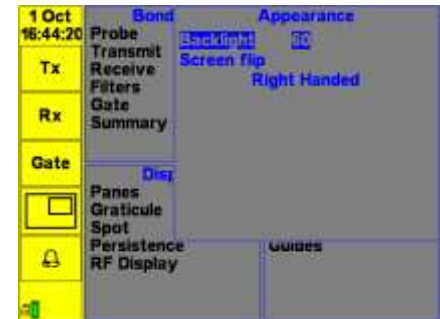 1 Oct
16:44:20
Tx
Rx
Gate
Bond
Probe
Transmit
Receive
Filters
Gate
Summary
Appearance
Backlight 60
Screen flip
Right Handed
Disp
Panes
Graticule
Spot
Persistence
RF Display
Guides